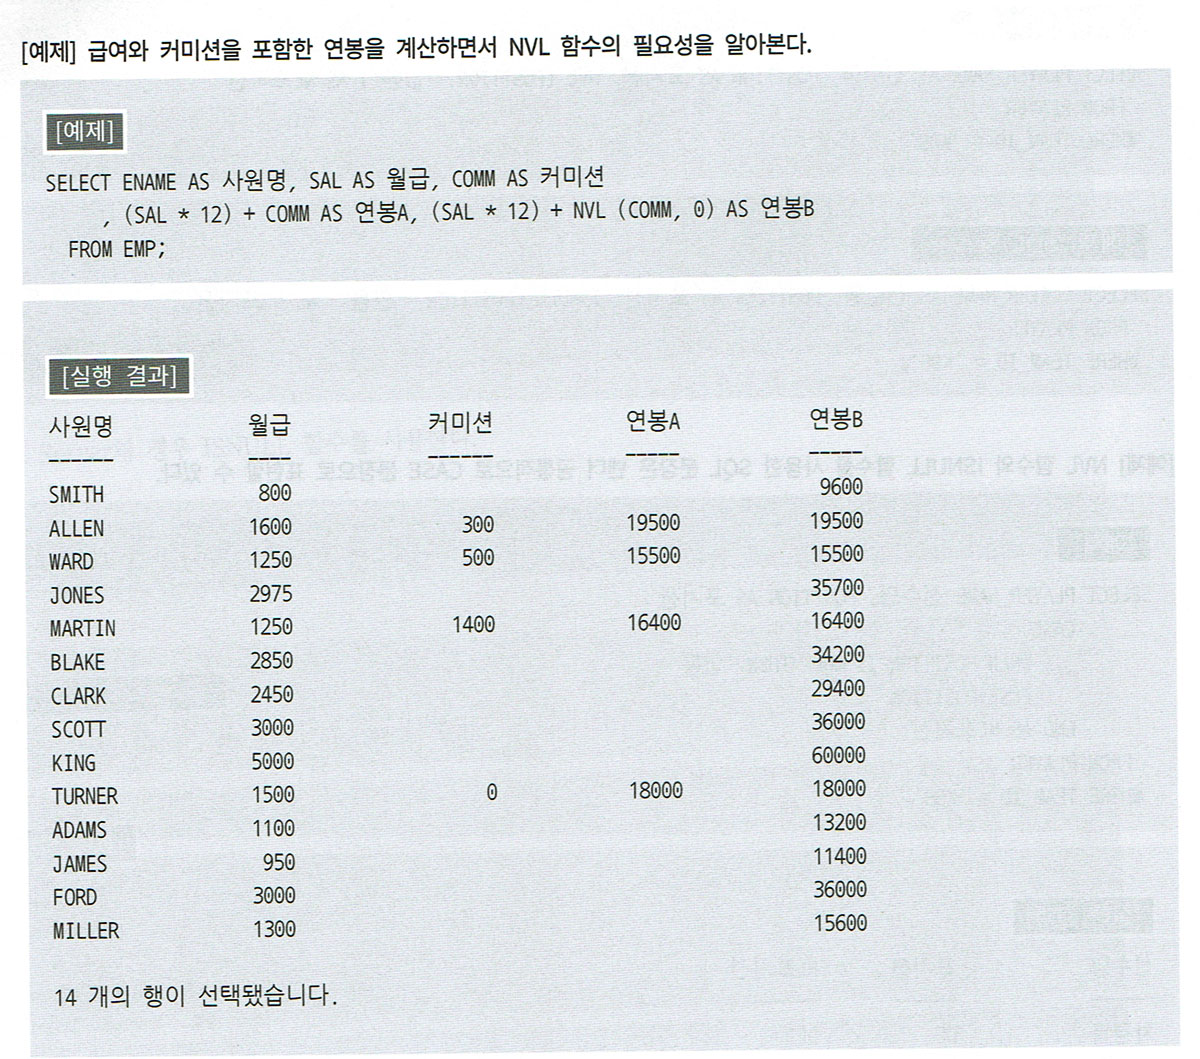 [예제] 급여와 커미션을 포함한 연봉을 계산하면서 NVL 함수의 필요성을 알아본다.
[예제]
SELECT ENAME AS 사원명, SAL AS 월급, COMM AS 커미션
, (SAL * 12) + COMM AS 연봉A, (SAL * 12) + NVL (COMM, 0) AS 연봉B
FROM EMP;
[실행 결과]
사원명 월급 커미션 연봉A 연봉B
------ ---- ------ ----- -----
SMITH 800 9600
ALLEN 1600 300 19500 19500
WARD 1250 500 15500 15500
JONES 2975 35700
MARTIN 1250 1400 16400 16400
BLAKE 2850 34200
CLARK 2450 29400
SCOTT 3000 36000
KING 5000 60000
TURNER 1500 0 18000 18000
ADAMS 1100 13200
JAMES 950 11400
FORD 3000 36000
MILLER 1300 15600
14 개의 행이 선택됐습니다.